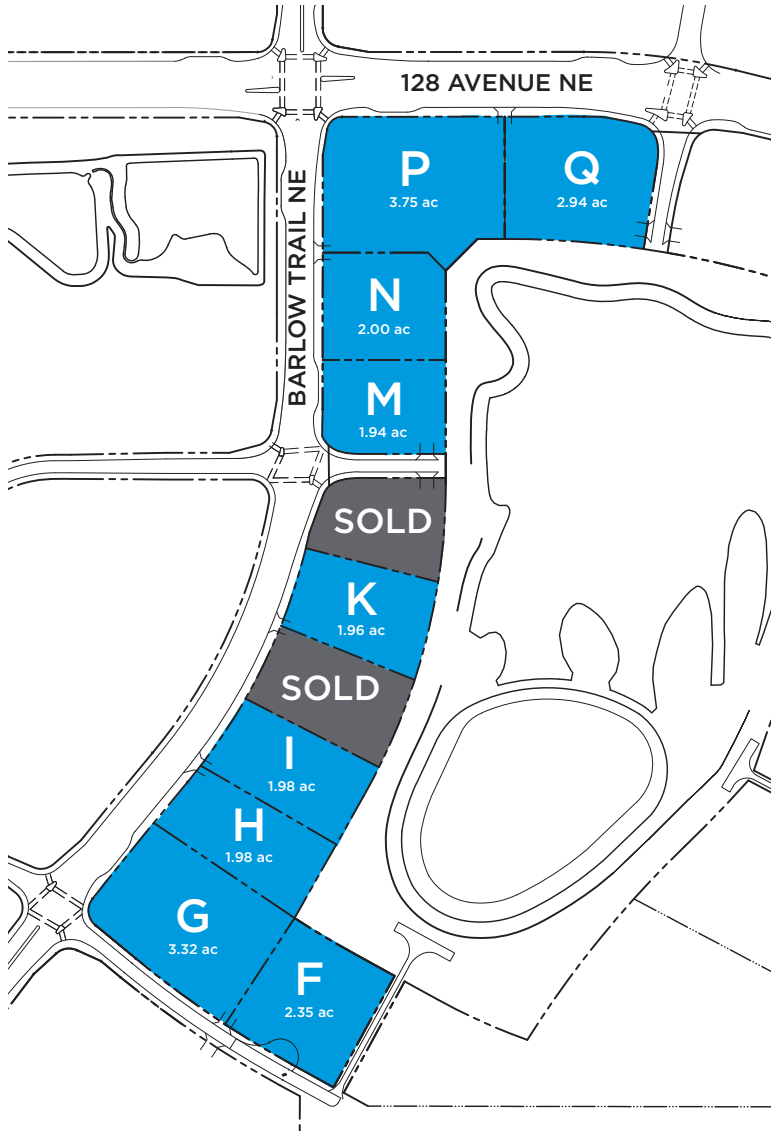 128 AVENUE NE
BARLOW TRAIL NE
P
3.75 ac
Q
2.94 ac
N
2.00 ac
M
1.94 ac
SOLD
K
1.96 ac
SOLD
I
1.98 ac
H
1.98 ac
G
3.32 ac
F
2.35 ac